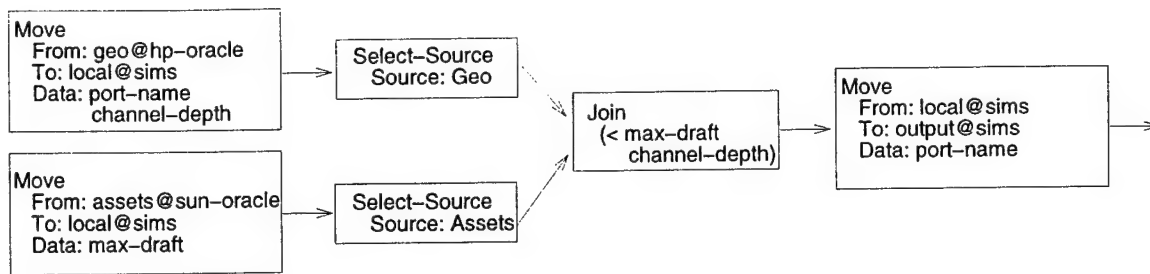 Move
From: geo@hp-oracle
To: local@sims
Data: port-name
channel-depth
Select-Source
Source: Geo
Move
From: assets@sun-oracle
To: local@sims
Data: max-draft
Select-Source
Source: Assets
Join
(< max-draft
channel-depth)
Move
From: local@sims
To: output@sims
Data: port-name